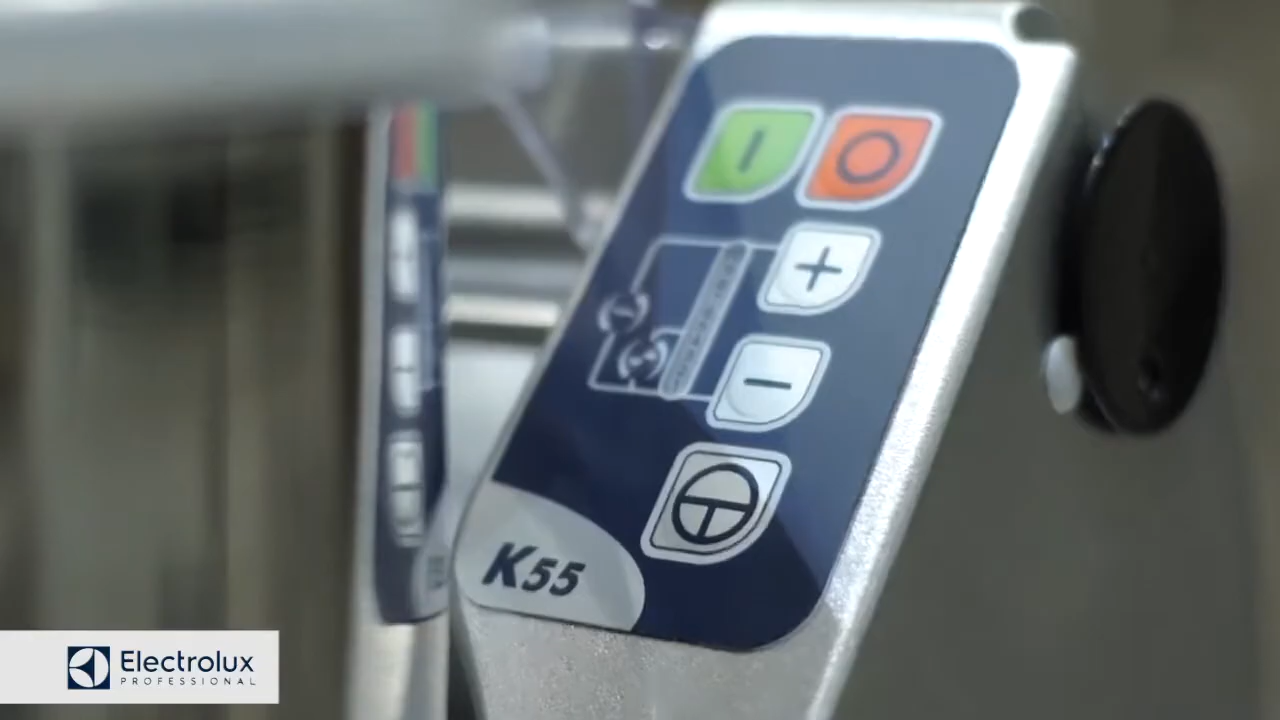 I O
+
−
K55
Electrolux
PROFESSIONAL